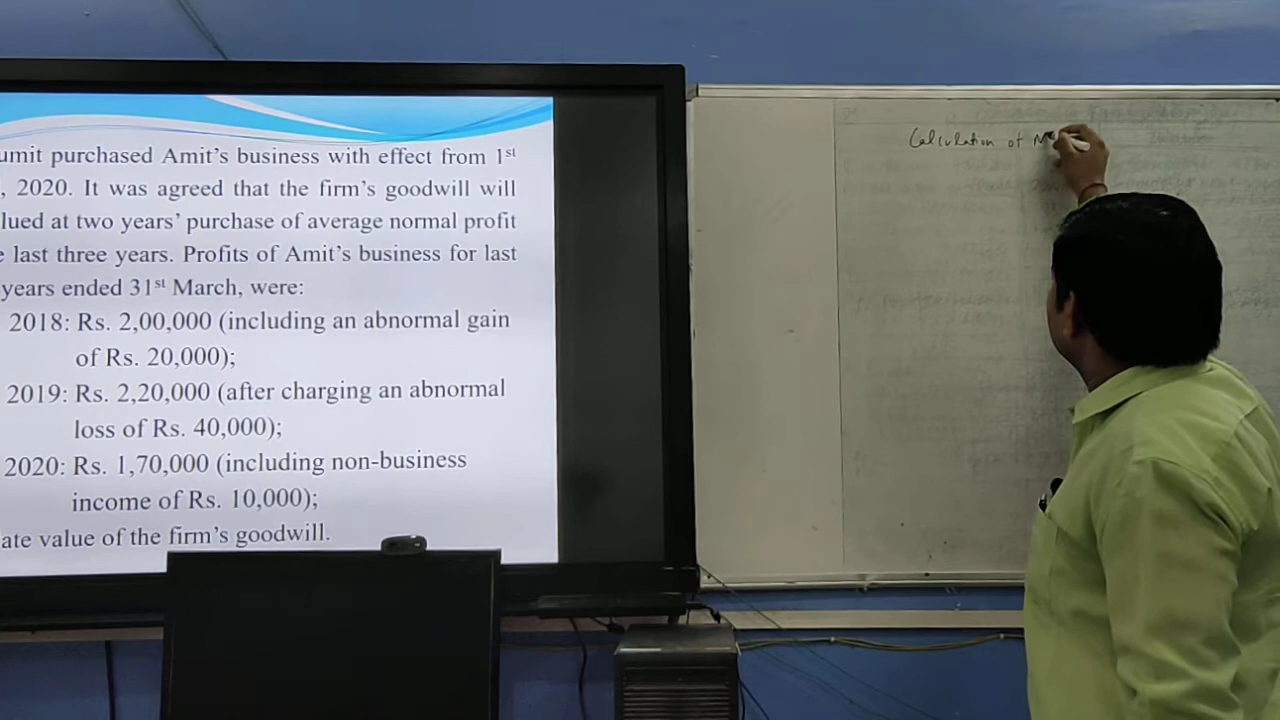 umit purchased Amit's business with effect from 1st
, 2020. It was agreed that the firm's goodwill will
lued at two years' purchase of average normal profit
e last three years. Profits of Amit's business for last
years ended 31st March, were:
2018: Rs. 2,00,000 (including an abnormal gain
of Rs. 20,000);
2019: Rs. 2,20,000 (after charging an abnormal
loss of Rs. 40,000);
2020: Rs. 1,70,000 (including non-business
income of Rs. 10,000);
ate value of the firm's goodwill.
Calculation of N